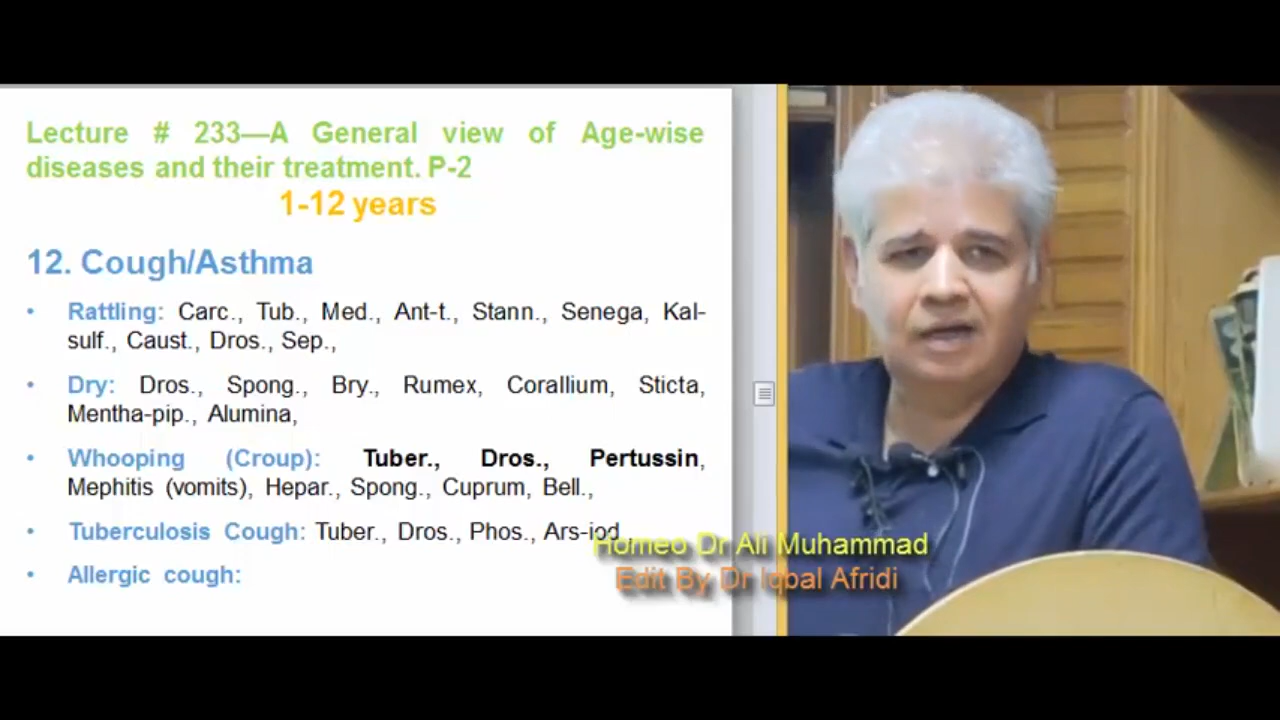 Lecture # 233—A General view of Age-wise
diseases and their treatment. P-2
1-12 years
12. Cough/Asthma
• Rattling: Carc., Tub., Med., Ant-t., Stann., Senega, Kal-
sulf., Caust., Dros., Sep.,
• Dry: Dros., Spong., Bry., Rumex, Corallium, Sticta,
Mentha-pip., Alumina,
• Whooping (Croup): Tuber., Dros., Pertussin,
Mephitis (vomits), Hepar., Spong., Cuprum, Bell.,
• Tuberculosis Cough: Tuber., Dros., Phos., Ars-iod.,
• Allergic cough:
Homeo Dr Ali Muhammad
Edit By Dr Iqbal Afridi